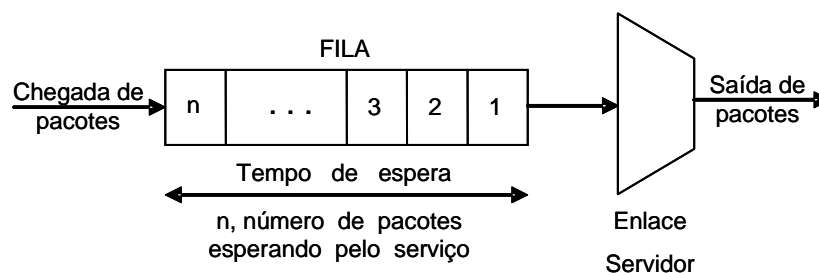 FILA
Chegada de
pacotes
n
. . .
3
2
1
Saída de
pacotes
Tempo de espera
n, número de pacotes
esperando pelo serviço
Enlace
Servidor